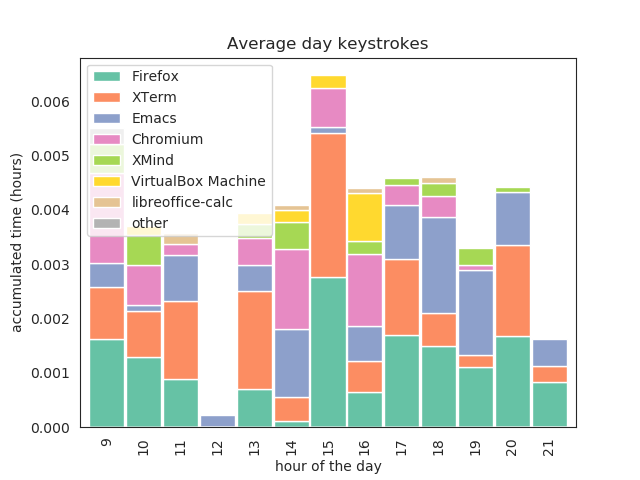 Average day keystrokes
Firefox
XTerm
Emacs
Chromium
XMind
VirtualBox Machine
libreoffice-calc
other
accumulated time (hours)
0.006
0.005
0.004
0.003
0.002
0.001
0.000
9 10 11 12 13 14 15 16 17 18 19 20 21
hour of the day